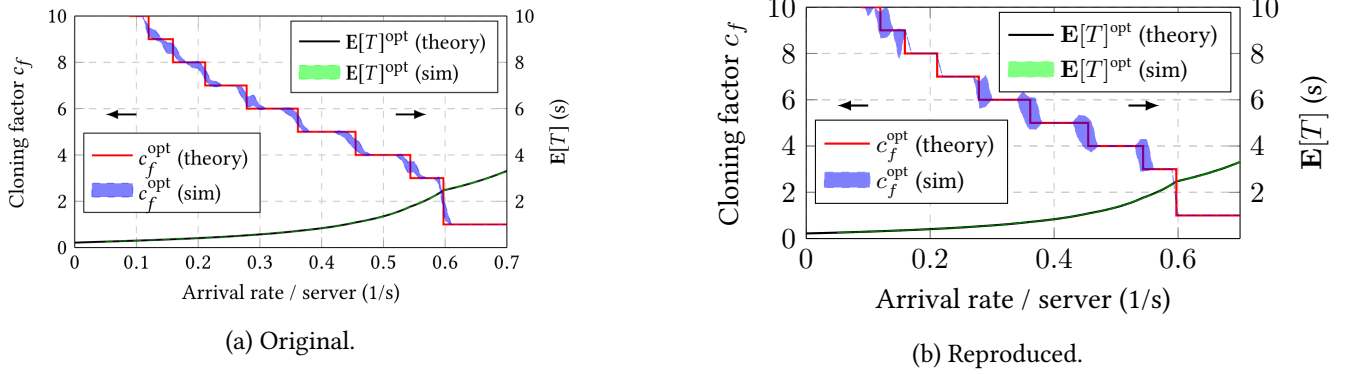 10
8
6
4
2
0
Cloning factor c_f
E[T]^opt (theory)
E[T]^opt (sim)
c_f^opt (theory)
c_f^opt (sim)
10
8
6
4
2
E[T] (s)
0 0.1 0.2 0.3 0.4 0.5 0.6 0.7
Arrival rate / server (1/s)
(a) Original.
10
8
6
4
2
0
Cloning factor c_f
E[T]^opt (theory)
E[T]^opt (sim)
c_f^opt (theory)
c_f^opt (sim)
10
8
6
4
2
E[T] (s)
0 0.2 0.4 0.6
Arrival rate / server (1/s)
(b) Reproduced.